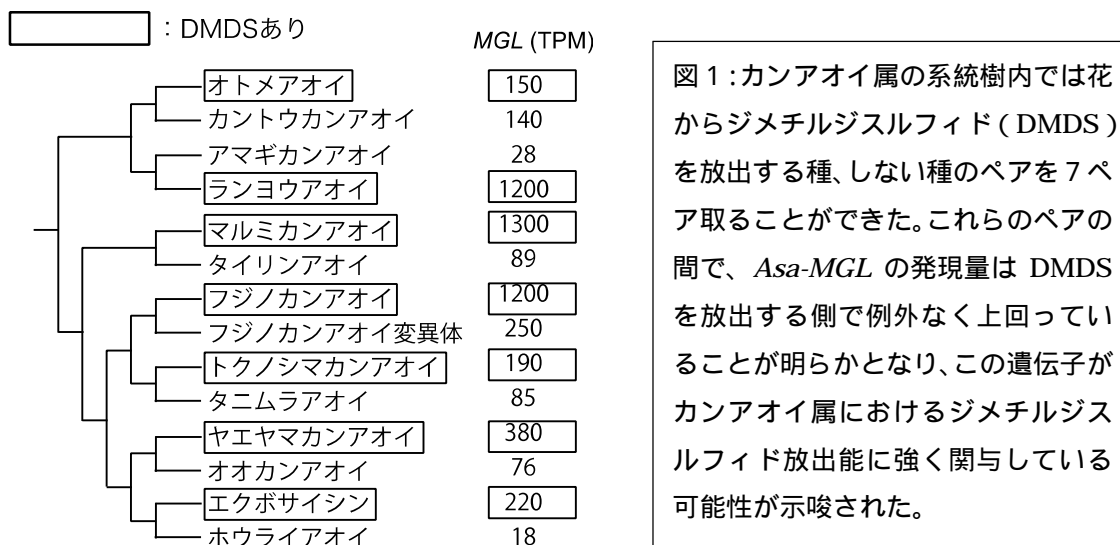 ：DMDSあり
MGL (TPM)
オトメアオイ 150
カントウカンアオイ 140
アマギカンアオイ 28
ランヨウアオイ 1200
マルミカンアオイ 1300
タイリンアオイ 89
フジノカンアオイ 1200
フジノカンアオイ変異体 250
トクノシマカンアオイ 190
タニムラアオイ 85
ヤエヤマカンアオイ 380
オオカンアオイ 76
エクボサイシン 220
ホウライアオイ 18
図1：カンアオイ属の系統樹内では花
からジメチルジスルフィド（DMDS）
を放出する種、しない種のペアを7ペ
ア取ることができた。これらのペアの
間で、Asa-MGL の発現量は DMDS
を放出する側で例外なく上回ってい
ることが明らかとなり、この遺伝子が
カンアオイ属におけるジメチルジス
ルフィド放出能に強く関与している
可能性が示唆された。